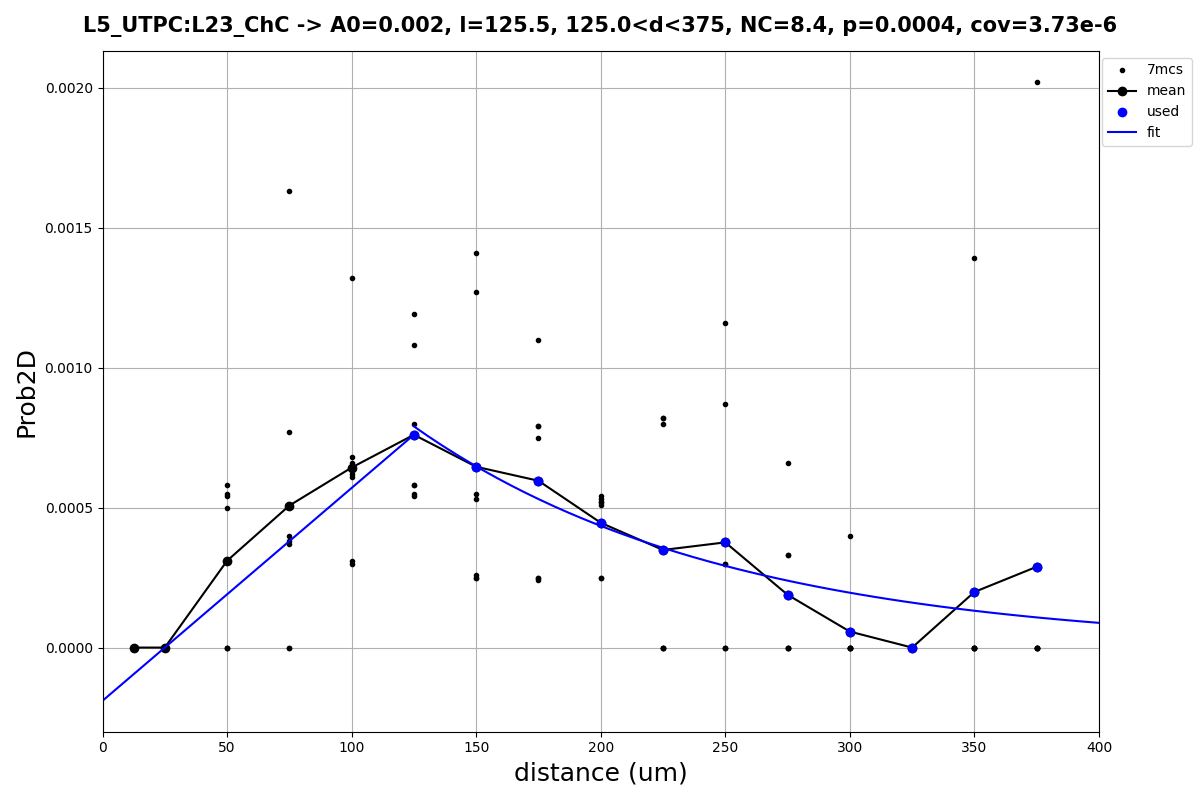 L5_UTPC:L23_ChC -> A0=0.002, l=125.5, 125.0<d<375, NC=8.4, p=0.0004, cov=3.73e-6
7mcs
mean
used
fit
Prob2D
0.0020
0.0015
0.0010
0.0005
0.0000
0 50 100 150 200 250 300 350 400
distance (um)